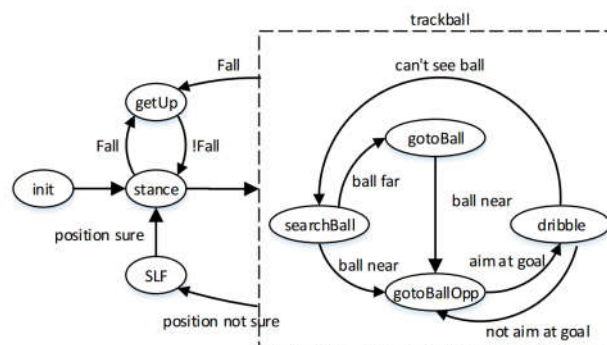 trackball
Fall
can't see ball
getUp
gotoBall
Fall
!Fall
ball far
init
stance
ball near
position sure
searchBall
dribble
SLF
ball near
aim at goal
gotoBallOpp
position not sure
not aim at goal